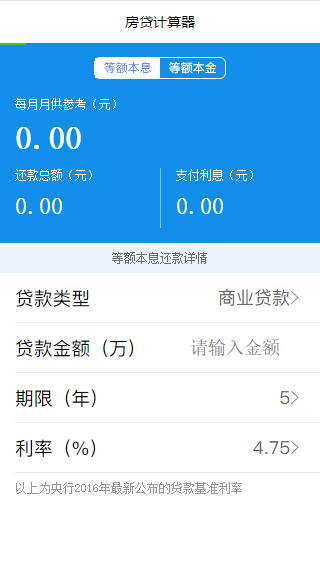 房贷计算器
等额本息 等额本金
每月月供参考（元）
0.00
还款总额（元） 支付利息（元）
0.00 0.00
等额本息还款详情
贷款类型 商业贷款
贷款金额（万） 请输入金额
期限（年） 5
利率（%） 4.75
以上为央行2016年最新公布的贷款基准利率